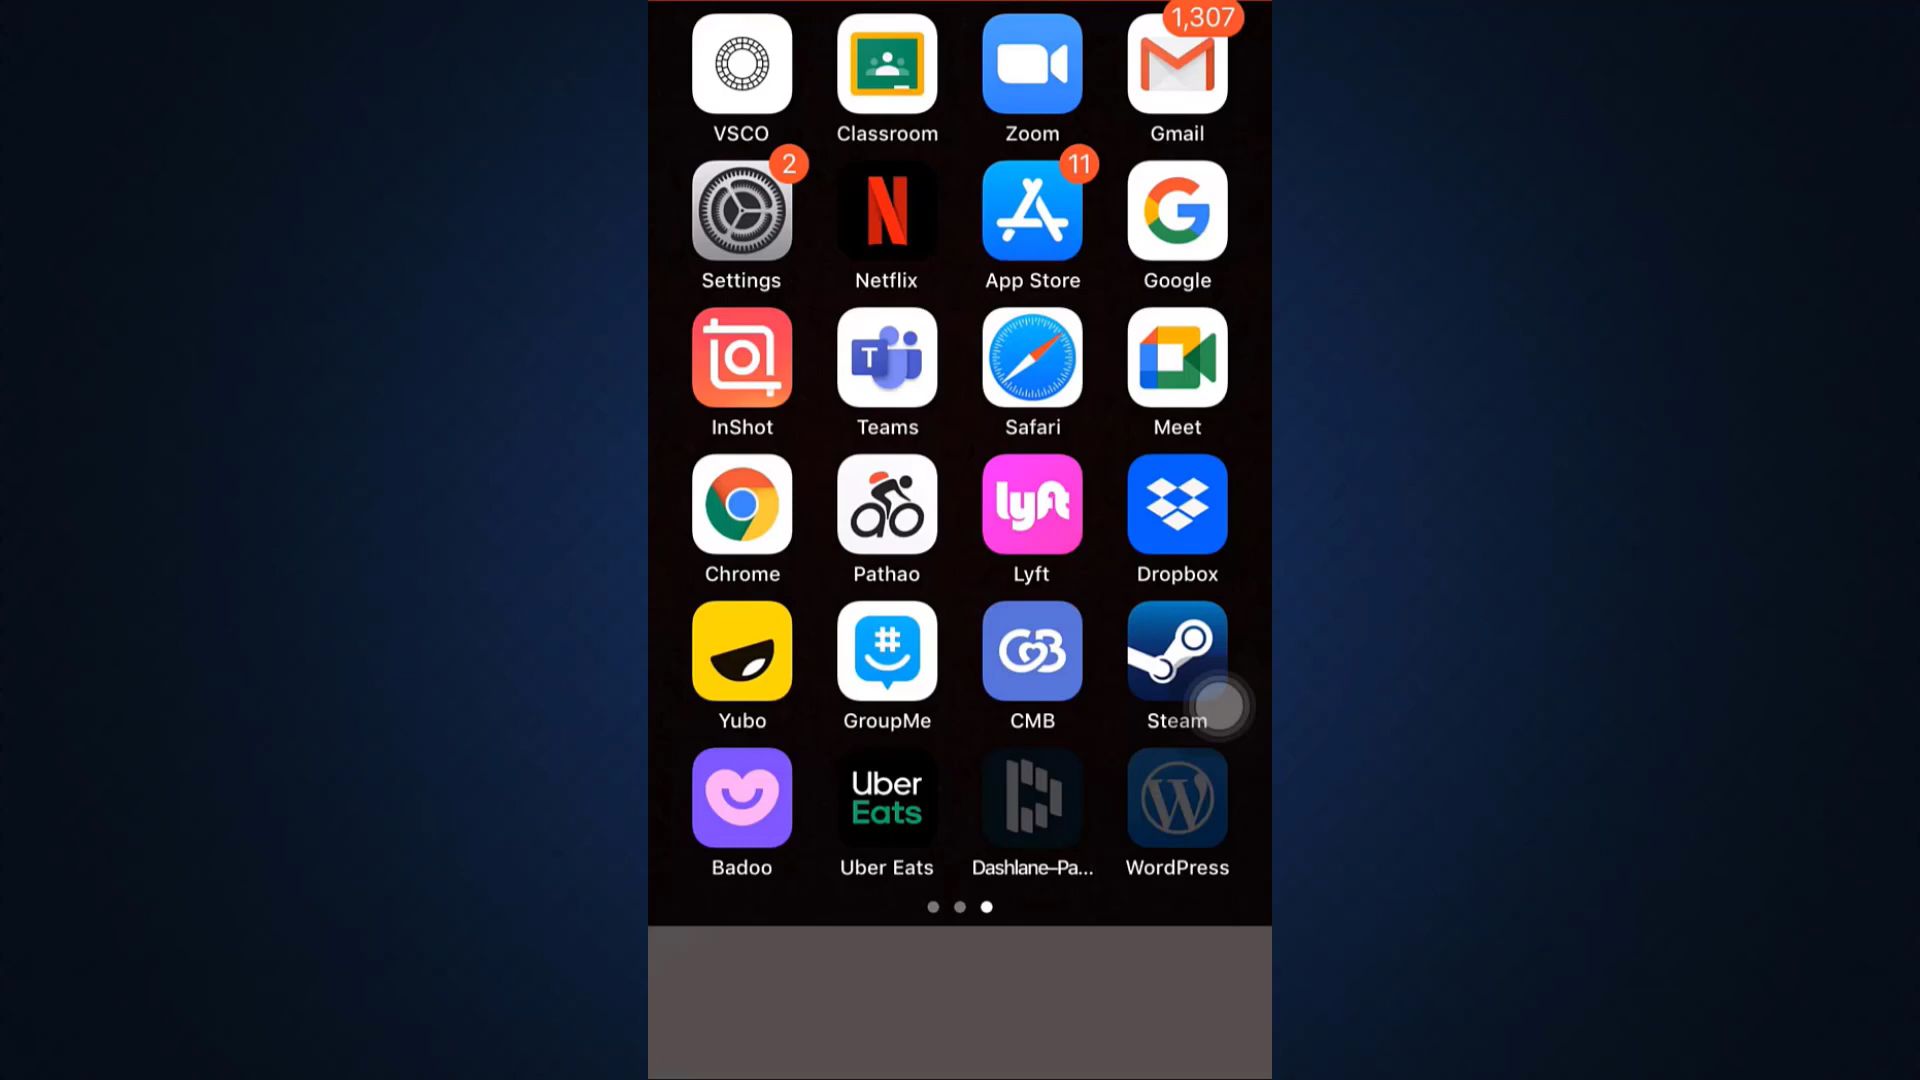 1,307
VSCO
Classroom
Zoom
Gmail
2
11
Settings
Netflix
App Store
Google
T
InShot
Teams
Safari
Meet
lyft
Chrome
Pathao
Lyft
Dropbox
#
Yubo
GroupMe
CMB
Steam
Uber
Eats
Badoo
Uber Eats
Dashlane–Pa...
WordPress